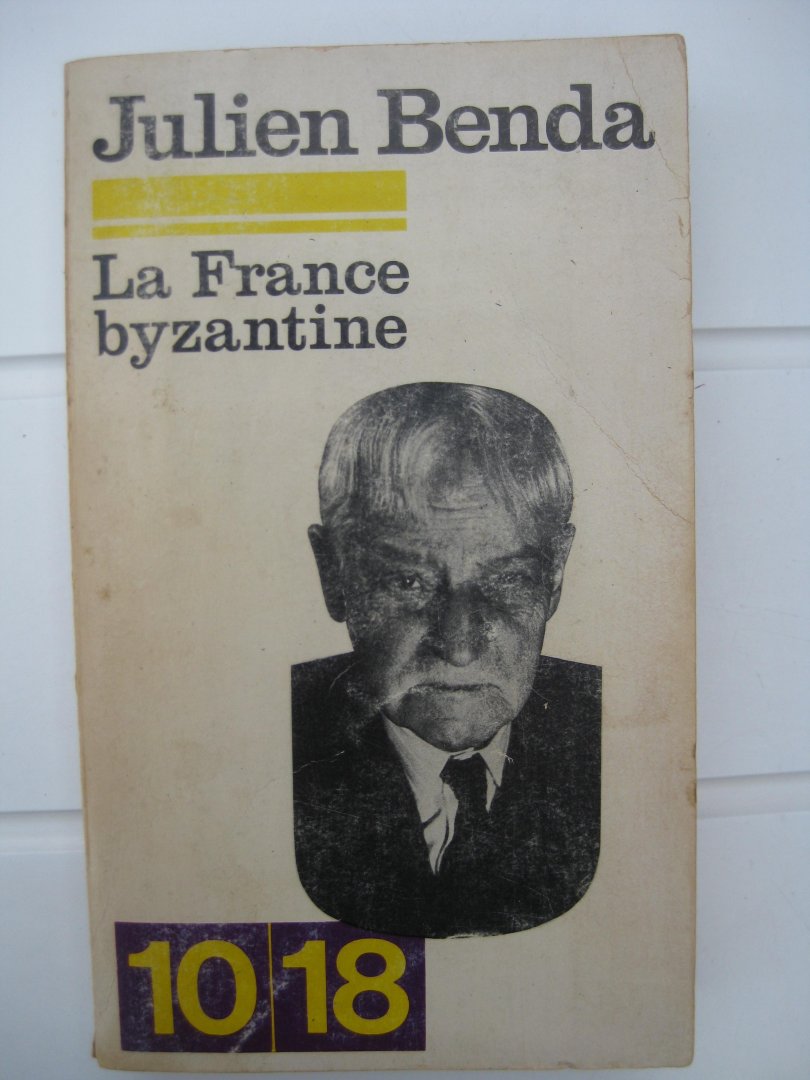 Julien Benda
La France
byzantine
10 18